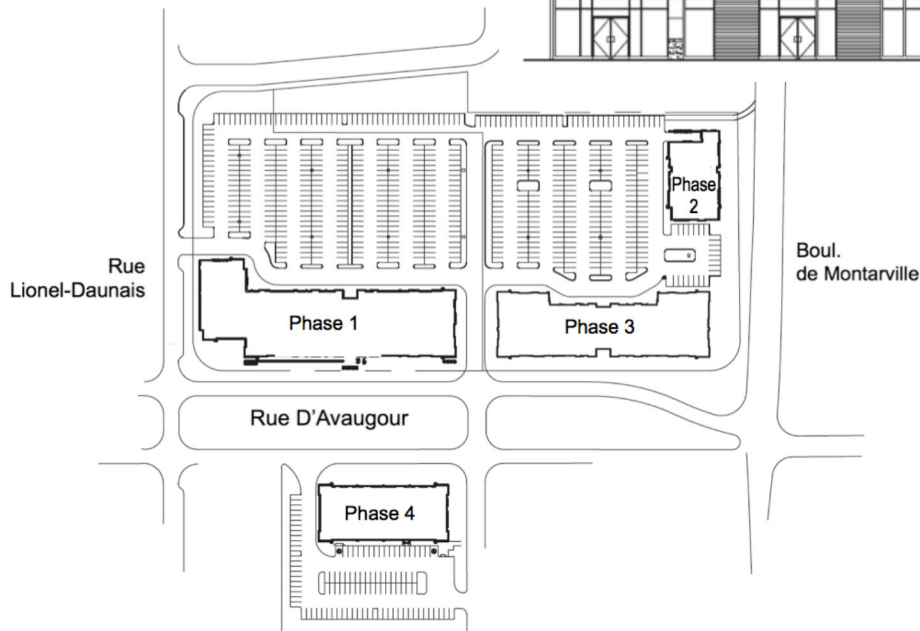 Phase
2
Rue
Lionel-Daunais
Boul.
de Montarville
Phase 1
Phase 3
Rue D'Avaugour
Phase 4